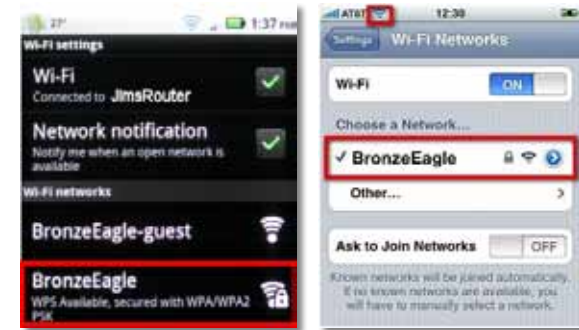 27°
1:37 PM
Wi-Fi settings
Wi-Fi
Connected to JimsRouter
Network notification
Notify me when an open network is
available
Wi-Fi networks
BronzeEagle-guest
BronzeEagle
WPS Available, secured with WPA/WPA2
PSK
AT&T
12:30
Settings
Wi-Fi Networks
Wi-Fi
ON
Choose a Network...
✓ BronzeEagle
Other...
>
Ask to Join Networks
OFF
Known networks will be joined automatically.
If no known networks are available, you
will have to manually select a network.